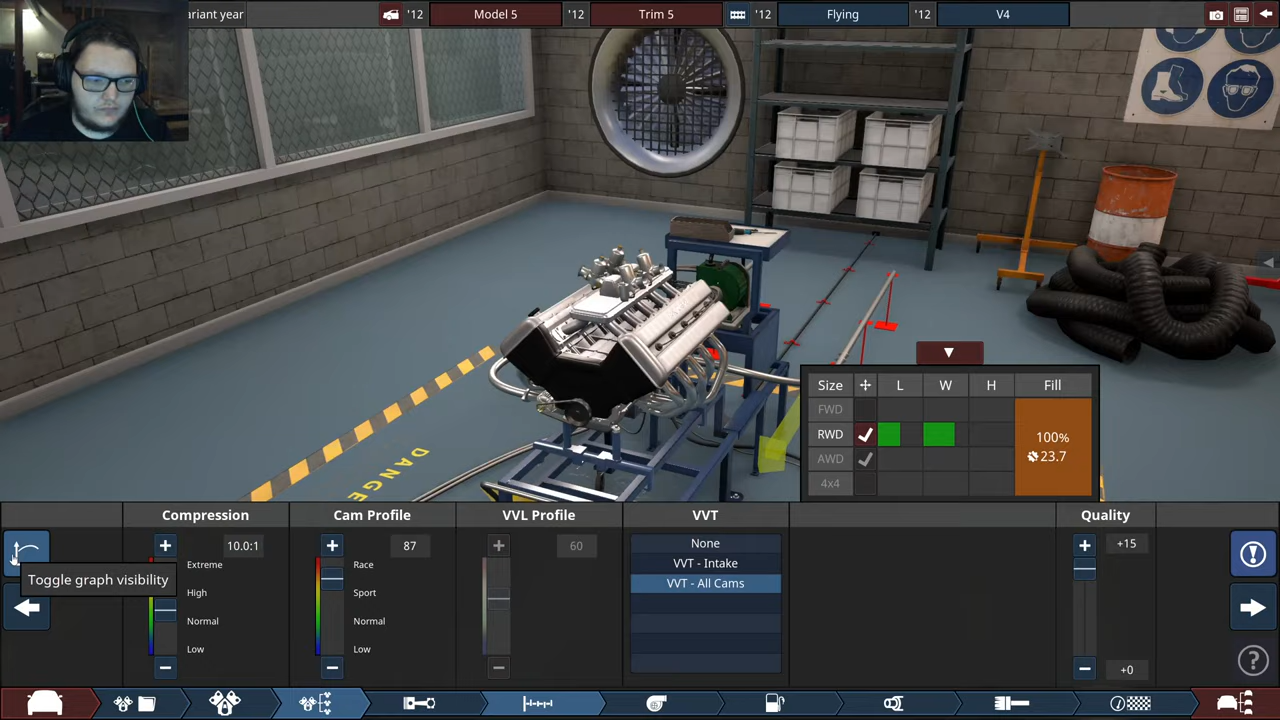 ariant year
'12
Model 5
'12
Trim 5
'12
Flying
'12
V4
DANGE
Size
L
W
H
Fill
FWD
RWD
AWD
4x4
100%
23.7
Compression
10.0:1
Extreme
High
Normal
Low
Cam Profile
87
Race
Sport
Normal
Low
VVL Profile
60
VVT
None
VVT - Intake
VVT - All Cams
Quality
+15
+0
Toggle graph visibility